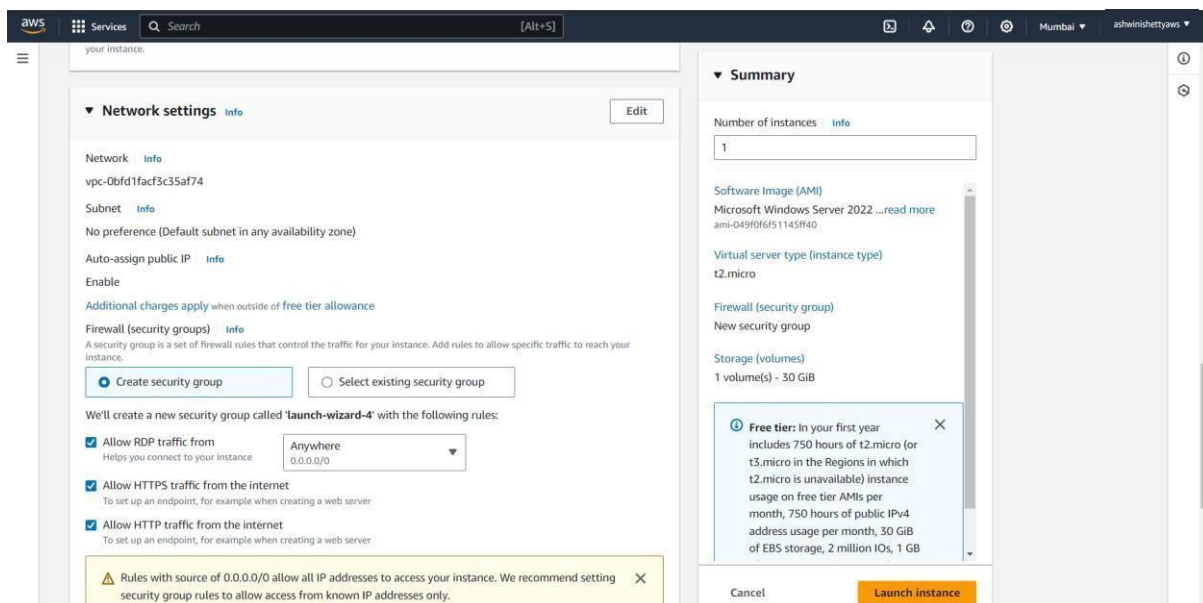 aws
Services
Search
[Alt+S]
Mumbai ▼
ashwinishettyaws ▼
your instance.
▼ Network settings Info
Edit
Network Info
vpc-0bfd1facf3c35af74
Subnet Info
No preference (Default subnet in any availability zone)
Auto-assign public IP Info
Enable
Additional charges apply when outside of free tier allowance
Firewall (security groups) Info
A security group is a set of firewall rules that control the traffic for your instance. Add rules to allow specific traffic to reach your
instance.
Create security group
Select existing security group
We'll create a new security group called 'launch-wizard-4' with the following rules:
Allow RDP traffic from
Helps you connect to your instance
Anywhere
0.0.0.0/0
Allow HTTPS traffic from the internet
To set up an endpoint, for example when creating a web server
Allow HTTP traffic from the internet
To set up an endpoint, for example when creating a web server
Rules with source of 0.0.0.0/0 allow all IP addresses to access your instance. We recommend setting
security group rules to allow access from known IP addresses only.
▼ Summary
Number of instances Info
1
Software Image (AMI)
Microsoft Windows Server 2022 ...read more
ami-049f0f6f51145ff40
Virtual server type (instance type)
t2.micro
Firewall (security group)
New security group
Storage (volumes)
1 volume(s) - 30 GiB
Free tier: In your first year
includes 750 hours of t2.micro (or
t3.micro in the Regions in which
t2.micro is unavailable) instance
usage on free tier AMIs per
month, 750 hours of public IPv4
address usage per month, 30 GiB
of EBS storage, 2 million IOs, 1 GB
Cancel
Launch instance